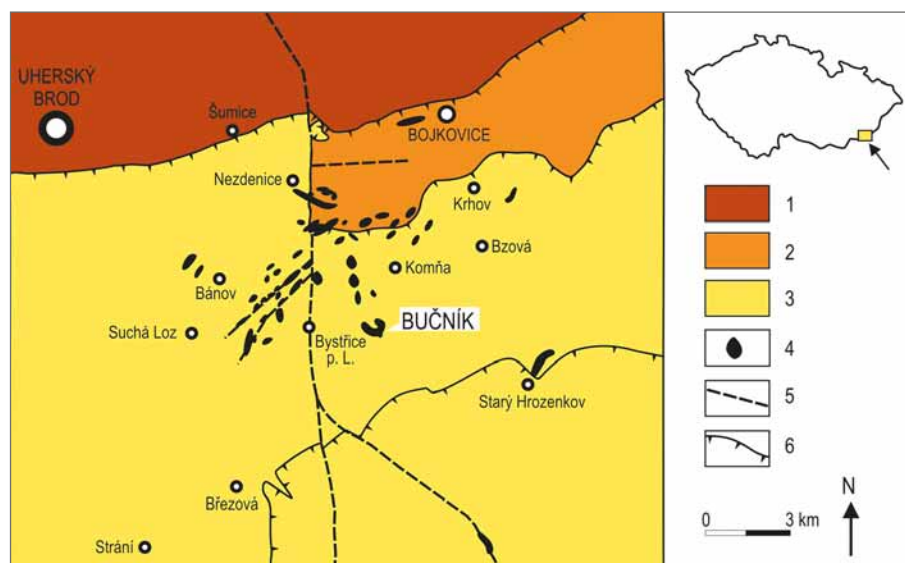 UHERSKÝ
BROD
Šumice
BOJKOVICE
Nezdenice
Krhov
Bzová
Komňa
Bánov
BUČNÍK
Suchá Loz
Bystřice
p. L.
Starý Hrozenkov
Březová
Strání
1
2
3
4
5
6
N
0 3 km